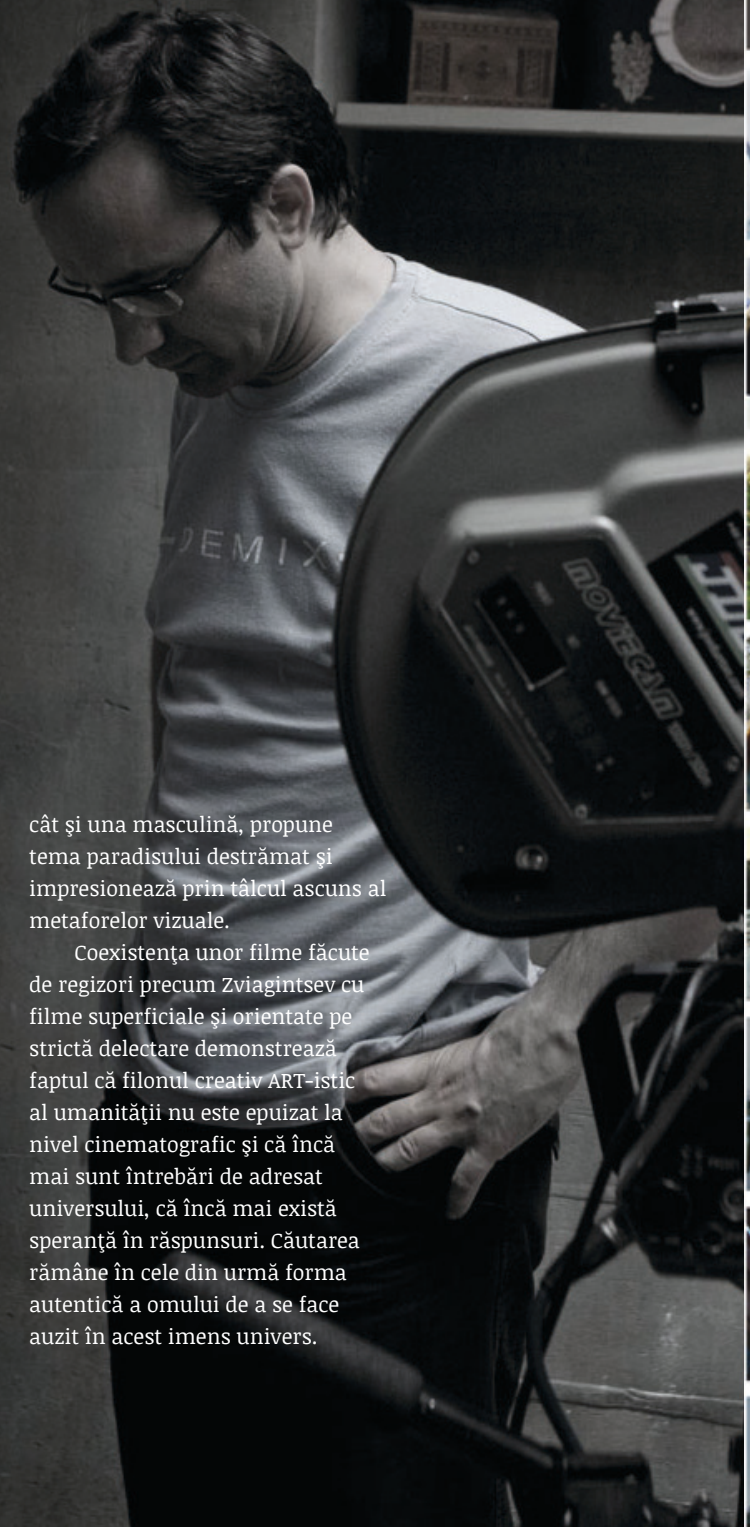 DEMIX
MOVIECAM
cât şi una masculină, propune
tema paradisului destrămat şi
impresionează prin tâlcul ascuns al
metaforelor vizuale.
Coexistenţa unor filme făcute
de regizori precum Zviagintsev cu
filme superficiale şi orientate pe
strictă delectare demonstrează
faptul că filonul creativ ART-istic
al umanităţii nu este epuizat la
nivel cinematografic şi că încă
mai sunt întrebări de adresat
universului, că încă mai există
speranţă în răspunsuri. Căutarea
rămâne în cele din urmă forma
autentică a omului de a se face
auzit în acest imens univers.